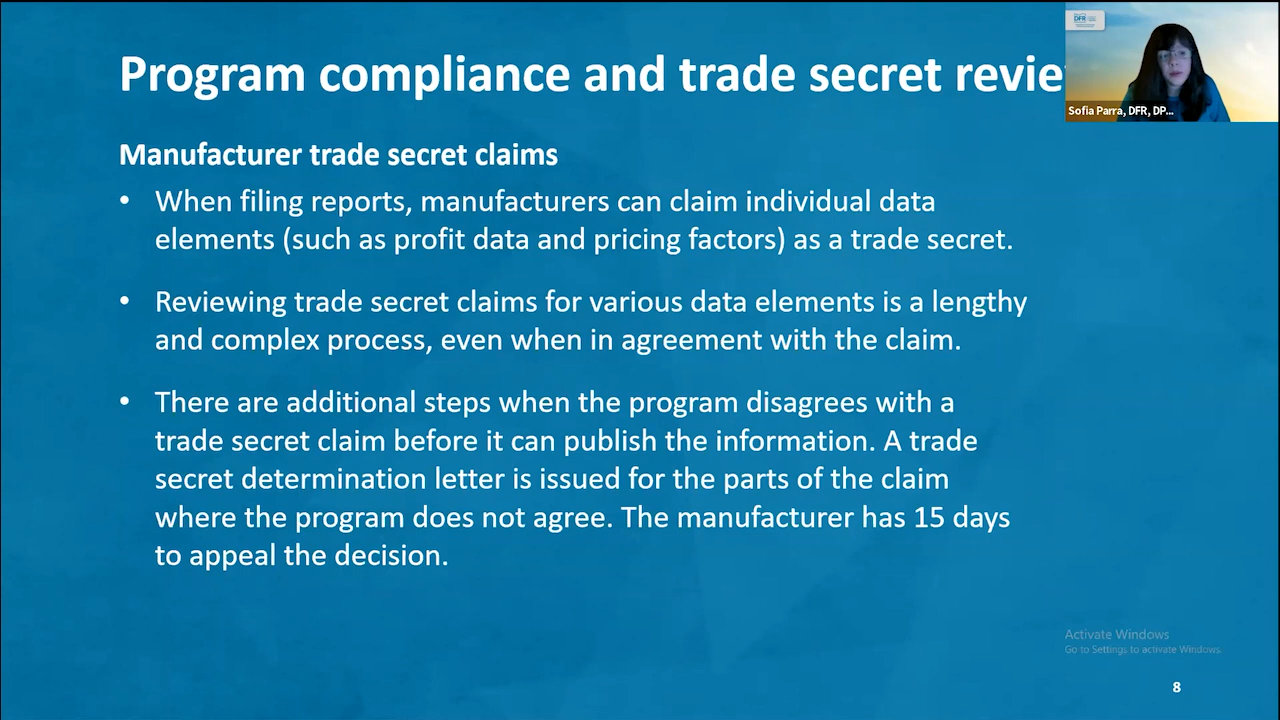 Program compliance and trade secret revie
DFR
Sofia Parra, DFR, DP...
Manufacturer trade secret claims
• When filing reports, manufacturers can claim individual data
elements (such as profit data and pricing factors) as a trade secret.
• Reviewing trade secret claims for various data elements is a lengthy
and complex process, even when in agreement with the claim.
• There are additional steps when the program disagrees with a
trade secret claim before it can publish the information. A trade
secret determination letter is issued for the parts of the claim
where the program does not agree. The manufacturer has 15 days
to appeal the decision.
Activate Windows
Go to Settings to activate Windows.
8